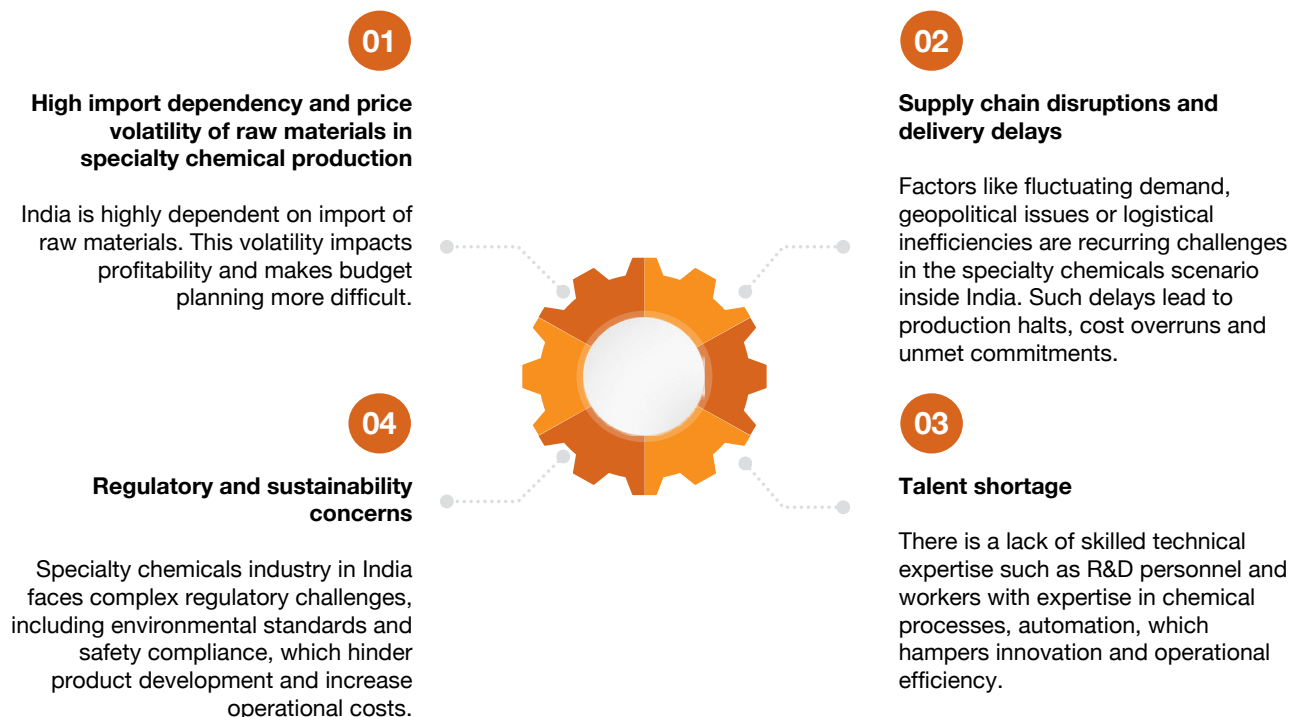 01
High import dependency and price
volatility of raw materials in
specialty chemical production
India is highly dependent on import of
raw materials. This volatility impacts
profitability and makes budget
planning more difficult.
02
Supply chain disruptions and
delivery delays
Factors like fluctuating demand,
geopolitical issues or logistical
inefficiencies are recurring challenges
in the specialty chemicals scenario
inside India. Such delays lead to
production halts, cost overruns and
unmet commitments.
03
Talent shortage
There is a lack of skilled technical
expertise such as R&D personnel and
workers with expertise in chemical
processes, automation, which
hampers innovation and operational
efficiency.
04
Regulatory and sustainability
concerns
Specialty chemicals industry in India
faces complex regulatory challenges,
including environmental standards and
safety compliance, which hinder
product development and increase
operational costs.